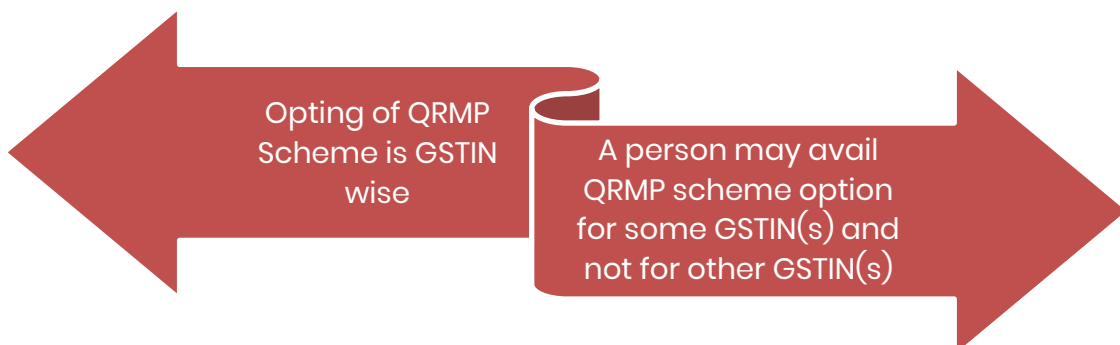 Opting of QRMP
Scheme is GSTIN
wise
A person may avail
QRMP scheme option
for some GSTIN(s) and
not for other GSTIN(s)